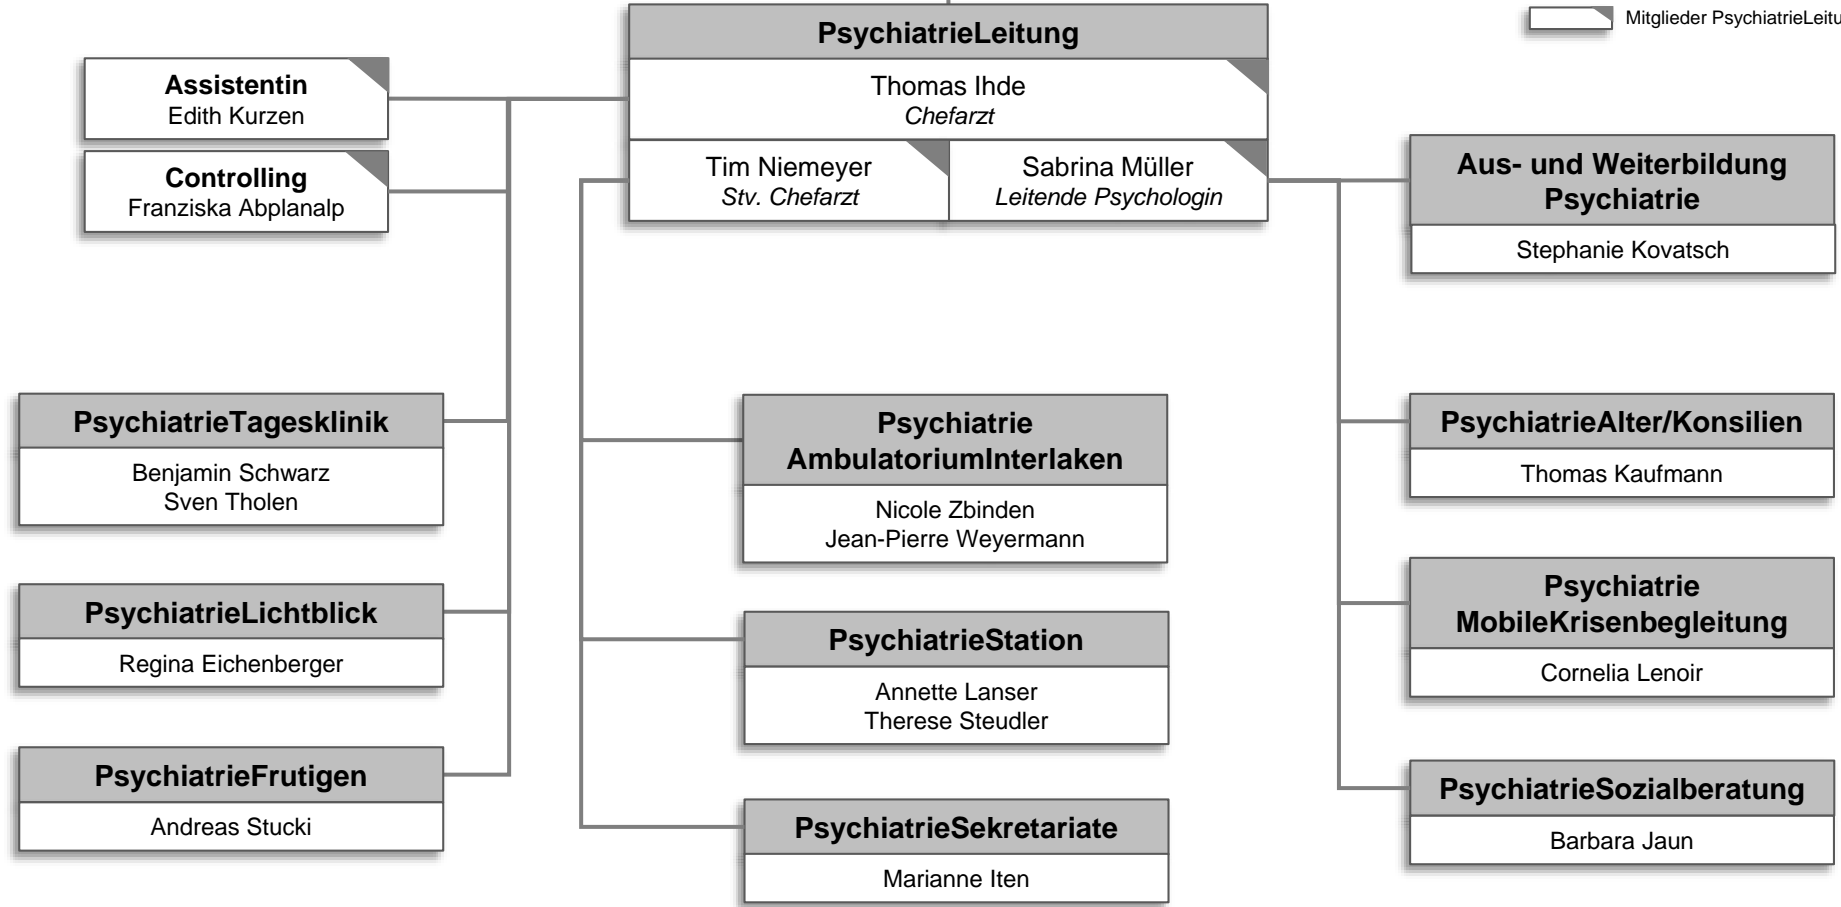 Mitglieder PsychiatrieLeitu
PsychiatrieLeitung
Thomas Ihde
Chefarzt
Tim Niemeyer
Stv. Chefarzt
Sabrina Müller
Leitende Psychologin
Assistentin
Edith Kurzen
Controlling
Franziska Abplanalp
Aus- und Weiterbildung
Psychiatrie
Stephanie Kovatsch
PsychiatrieTagesklinik
Benjamin Schwarz
Sven Tholen
PsychiatrieLichtblick
Regina Eichenberger
PsychiatrieFrutigen
Andreas Stucki
Psychiatrie
AmbulatoriumInterlaken
Nicole Zbinden
Jean-Pierre Weyermann
PsychiatrieStation
Annette Lanser
Therese Steudler
PsychiatrieSekretariate
Marianne Iten
PsychiatrieAlter/Konsilien
Thomas Kaufmann
Psychiatrie
MobileKrisenbegleitung
Cornelia Lenoir
PsychiatrieSozialberatung
Barbara Jaun